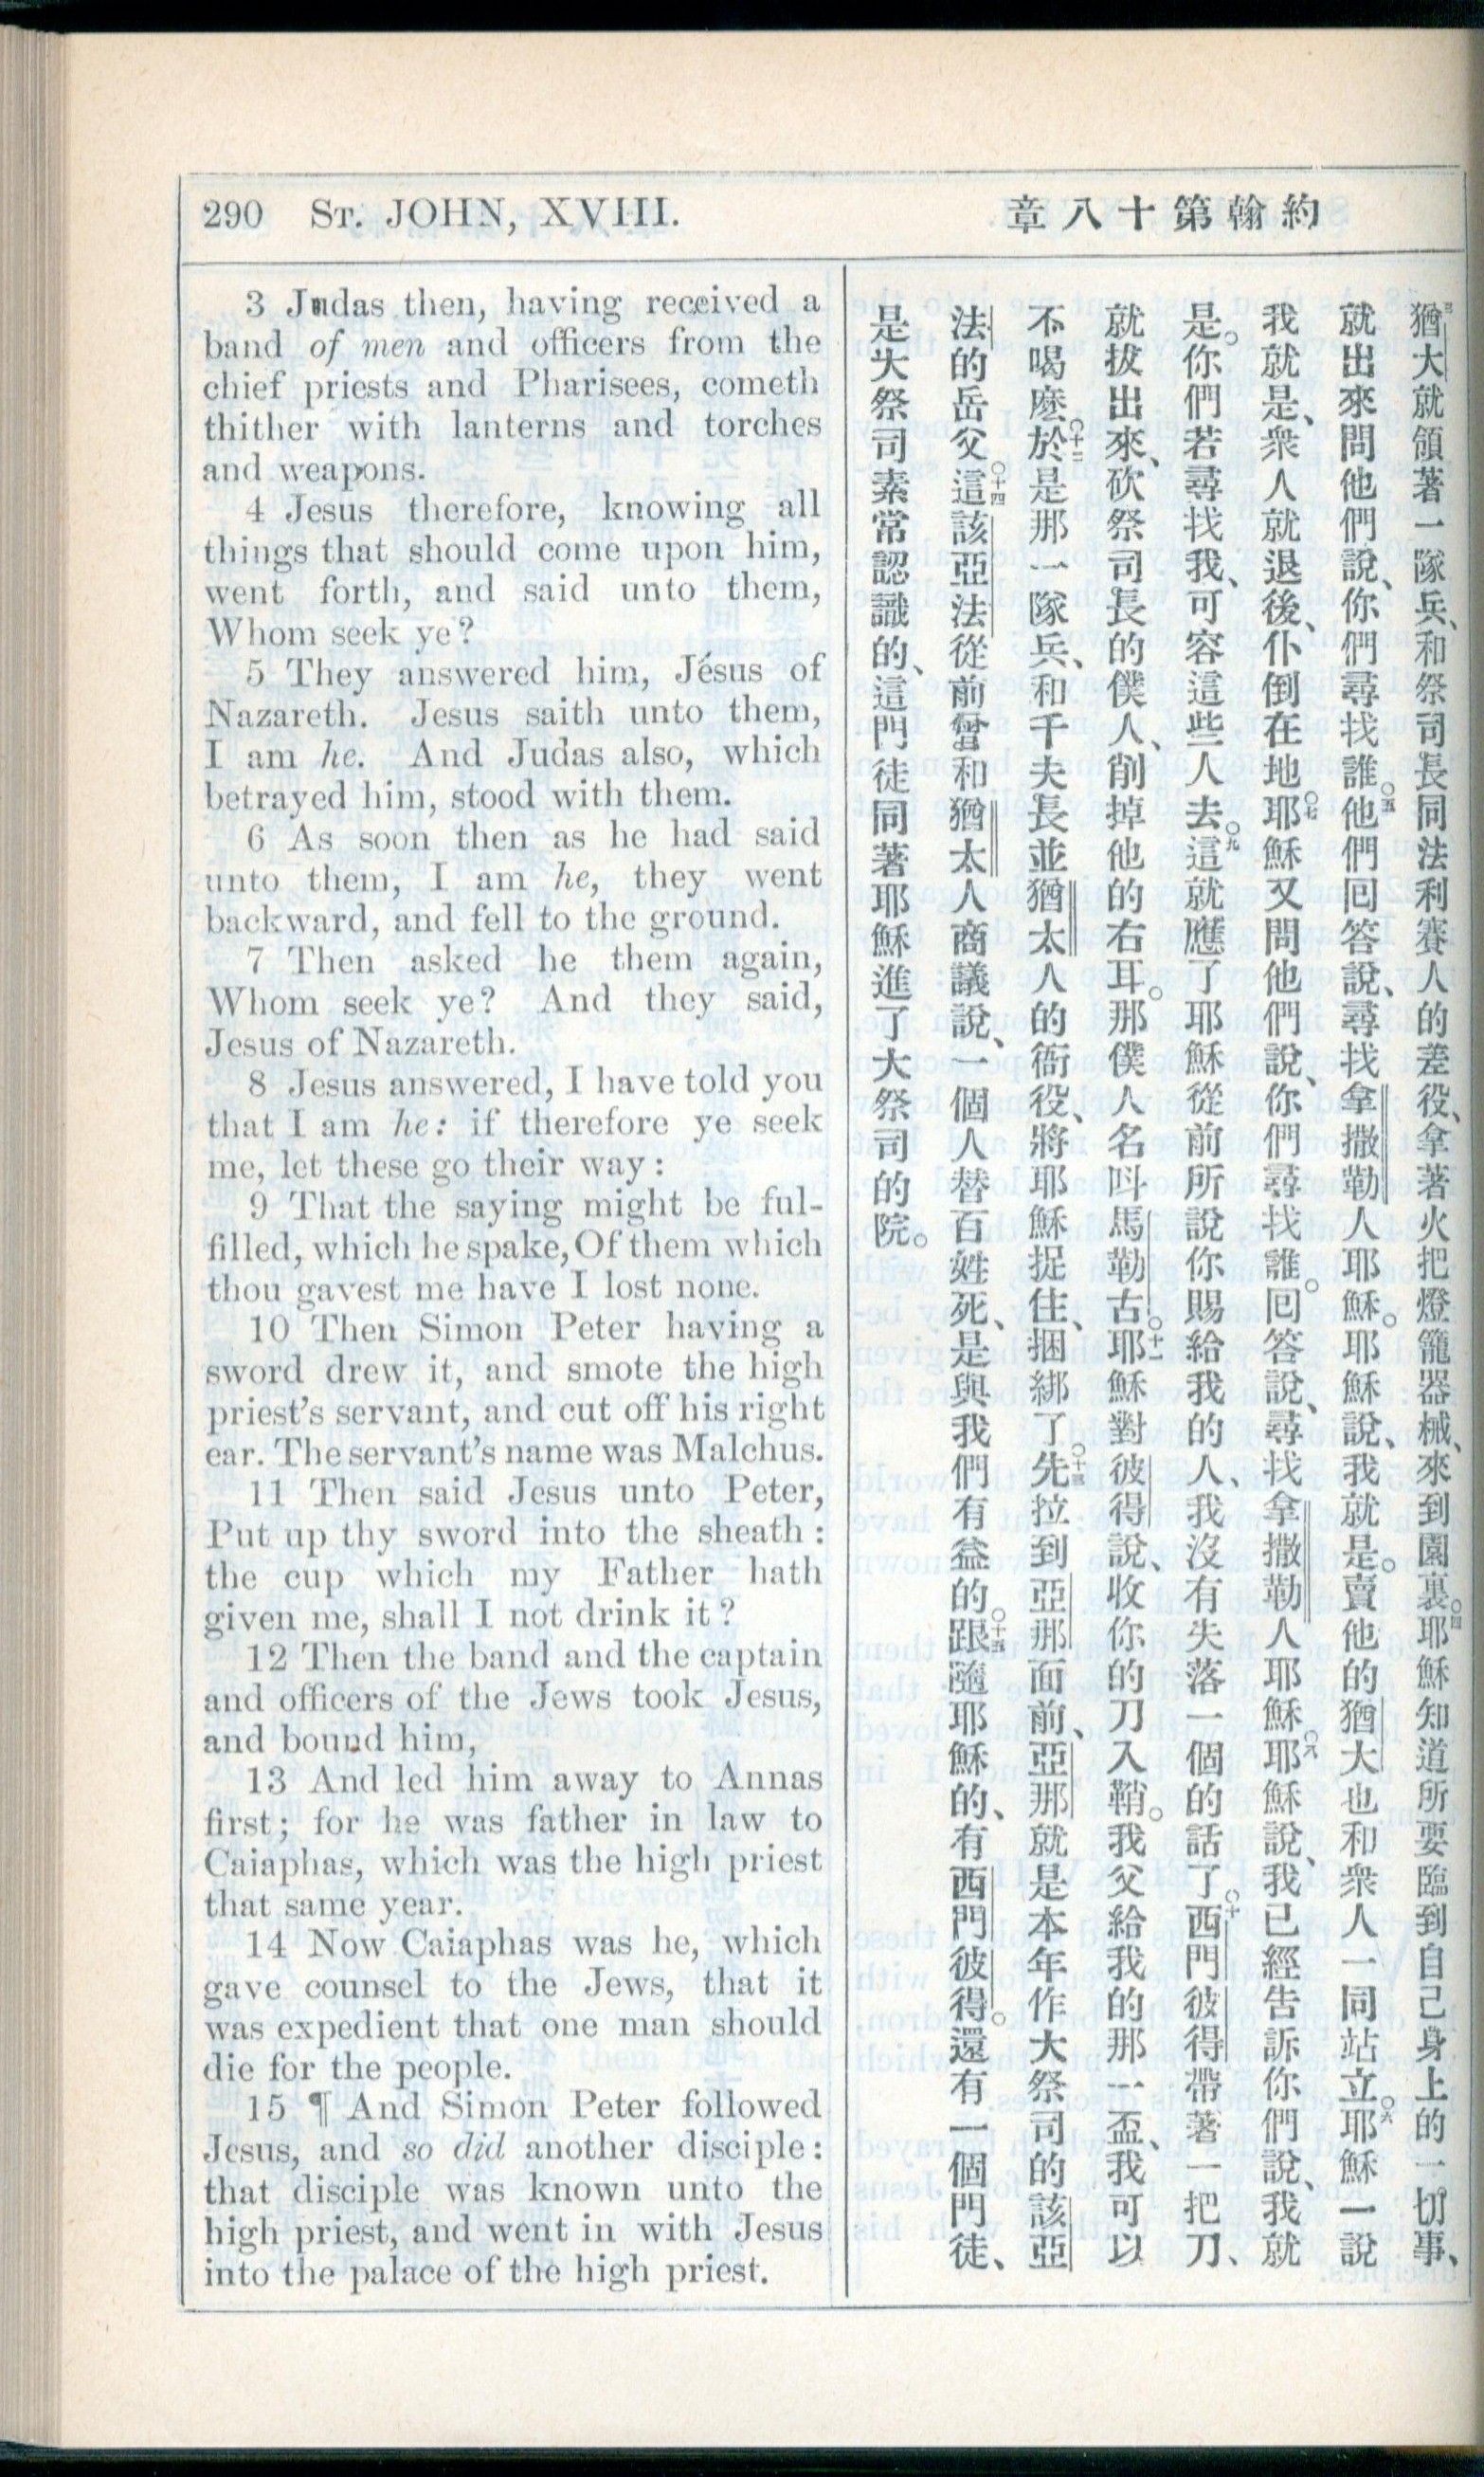 290 St. JOHN, XVIII.
章八十第翰約
3 Judas then, having received a
band of men and officers from the
chief priests and Pharisees, cometh
thither with lanterns and torches
and weapons.
4 Jesus therefore, knowing all
things that should come upon him,
went forth, and said unto them,
Whom seek ye?
5 They answered him, Jésus of
Nazareth. Jesus saith unto them,
I am he. And Judas also, which
betrayed him, stood with them.
6 As soon then as he had said
unto them, I am he, they went
backward, and fell to the ground.
7 Then asked he them again,
Whom seek ye? And they said,
Jesus of Nazareth.
8 Jesus answered, I have told you
that I am he: if therefore ye seek
me, let these go their way:
9 That the saying might be ful-
filled, which he spake, Of them which
thou gavest me have I lost none.
10 Then Simon Peter having a
sword drew it, and smote the high
priest's servant, and cut off his right
ear. The servant's name was Malchus.
11 Then said Jesus unto Peter,
Put up thy sword into the sheath:
the cup which my Father hath
given me, shall I not drink it?
12 Then the band and the captain
and officers of the Jews took Jesus,
and bound him,
13 And led him away to Annas
first; for he was father in law to
Caiaphas, which was the high priest
that same year.
14 Now Caiaphas was he, which
gave counsel to the Jews, that it
was expedient that one man should
die for the people.
15 ¶ And Simon Peter followed
Jesus, and so did another disciple:
that disciple was known unto the
high priest, and went in with Jesus
into the palace of the high priest.
猶大就領著一隊兵、和祭司長同法利賽人的差役、拿著火把燈籠器械、來到園裏○四耶穌知道所要臨到自己身上的一切事、
就出來問他們說、你們尋找誰○五他們回答說、尋找拿撒勒人耶穌。耶穌說、我就是。賣他的猶大也和衆人一同站立○六耶穌一說
我就是、衆人就退後、仆倒在地○七耶穌又問他們說、你們尋找誰。回答說、尋找拿撒勒人耶穌○八耶穌說、我已經告訴你們說、我就
是。你們若尋找我、可容這些人去○九這就應了耶穌從前所說你賜給我的人、我沒有失落一個的話了○十西門彼得帶著一把刀、
就拔出來、砍祭司長的僕人、削掉他的右耳。那僕人名呌馬勒古○十一耶穌對彼得說、收你的刀入鞘。我父給我的那一盃、我可以
不喝麽○十二於是那一隊兵、和千夫長並猶太人的衙役、將耶穌捉住、捆綁了○十三先拉到亞那面前、亞那就是本年作大祭司的該亞
法的岳父○十四這該亞法從前曾和猶太人商議說、一個人替百姓死、是與我們有益的○十五跟隨耶穌的、有西門彼得。還有一個門徒、
是大祭司素常認識的、這門徒同著耶穌進了大祭司的院。